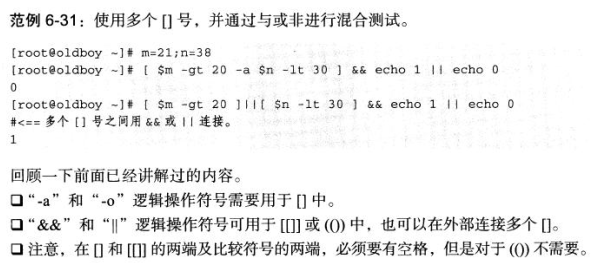 范例 6-31：使用多个 [] 号，并通过与或非进行混合测试。
[root@oldboy ~]# m=21;n=38
[root@oldboy ~]# [ $m -gt 20 -a $n -lt 30 ] && echo 1 || echo 0
0
[root@oldboy ~]# [ $m -gt 20 ]||[ $n -lt 30 ] && echo 1 || echo 0
#<== 多个 [] 号之间用 && 或 || 连接。
1
回顾一下前面已经讲解过的内容。
❑“-a”和“-o”逻辑操作符号需要用于 [] 中。
❑“&&”和“||”逻辑操作符号可用于 [[]] 或 (()) 中，也可以在外部连接多个 []。
❑注意，在 [] 和 [[]] 的两端及比较符号的两端，必须要有空格，但是对于 (()) 不需要。